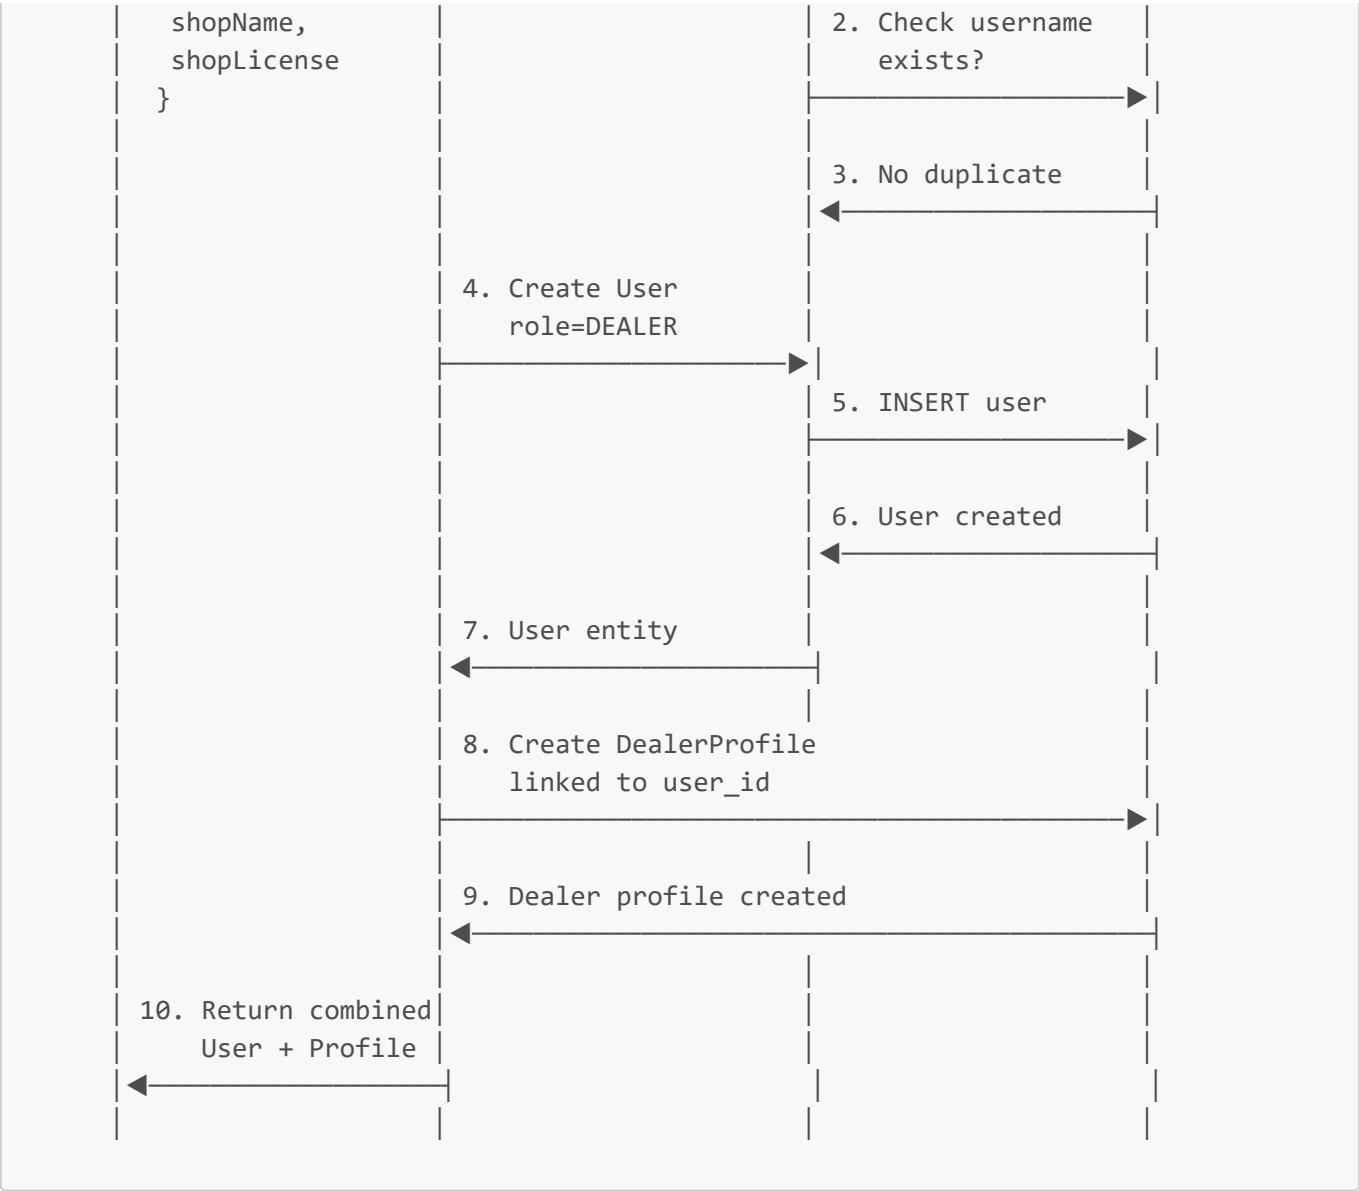 shopName,
2. Check username
shopLicense
exists?
}
3. No duplicate
4. Create User
role=DEALER
5. INSERT user
6. User created
7. User entity
8. Create DealerProfile
linked to user_id
9. Dealer profile created
10. Return combined
User + Profile